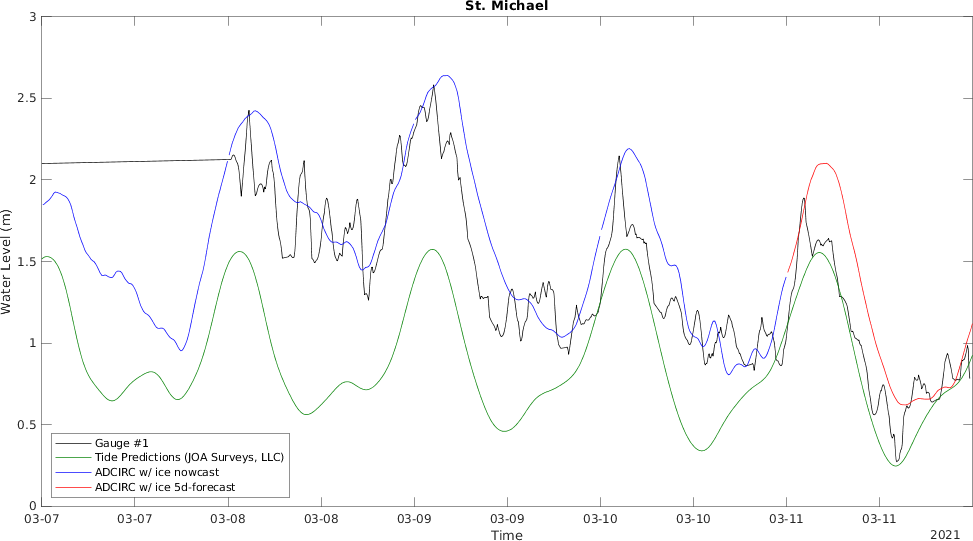 St. Michael
3
2.5
2
1.5
1
0.5
0
Water Level (m)
Gauge #1
Tide Predictions (JOA Surveys, LLC)
ADCIRC w/ ice nowcast
ADCIRC w/ ice 5d-forecast
03-07 03-07 03-08 03-08 03-09 03-09 03-10 03-10 03-11 03-11
Time
2021